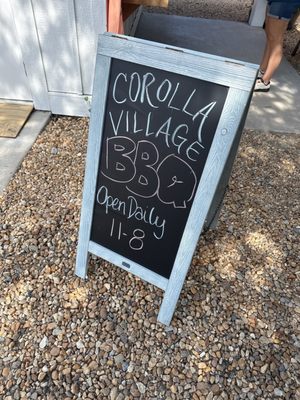 COROLLA
VILLAGE
BBQ
Open Daily
11-8